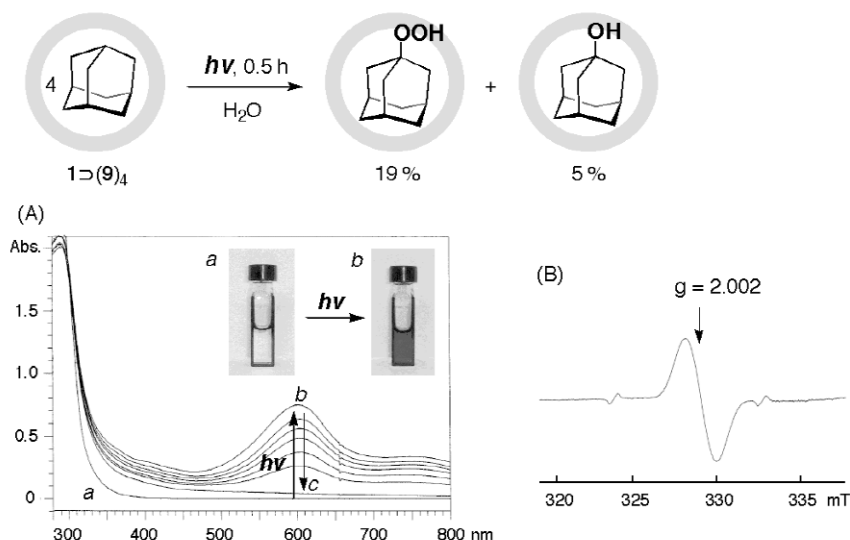 OOH
OH
4
hν, 0.5 h
H₂O
+
1⊃(9)₄
19 %
5 %
(A)
Abs.
1.5
1.0
0.5
0
a
hν
b
b
hν
c
a
300 400 500 600 700 800 nm
(B)
g = 2.002
320 325 330 335 mT